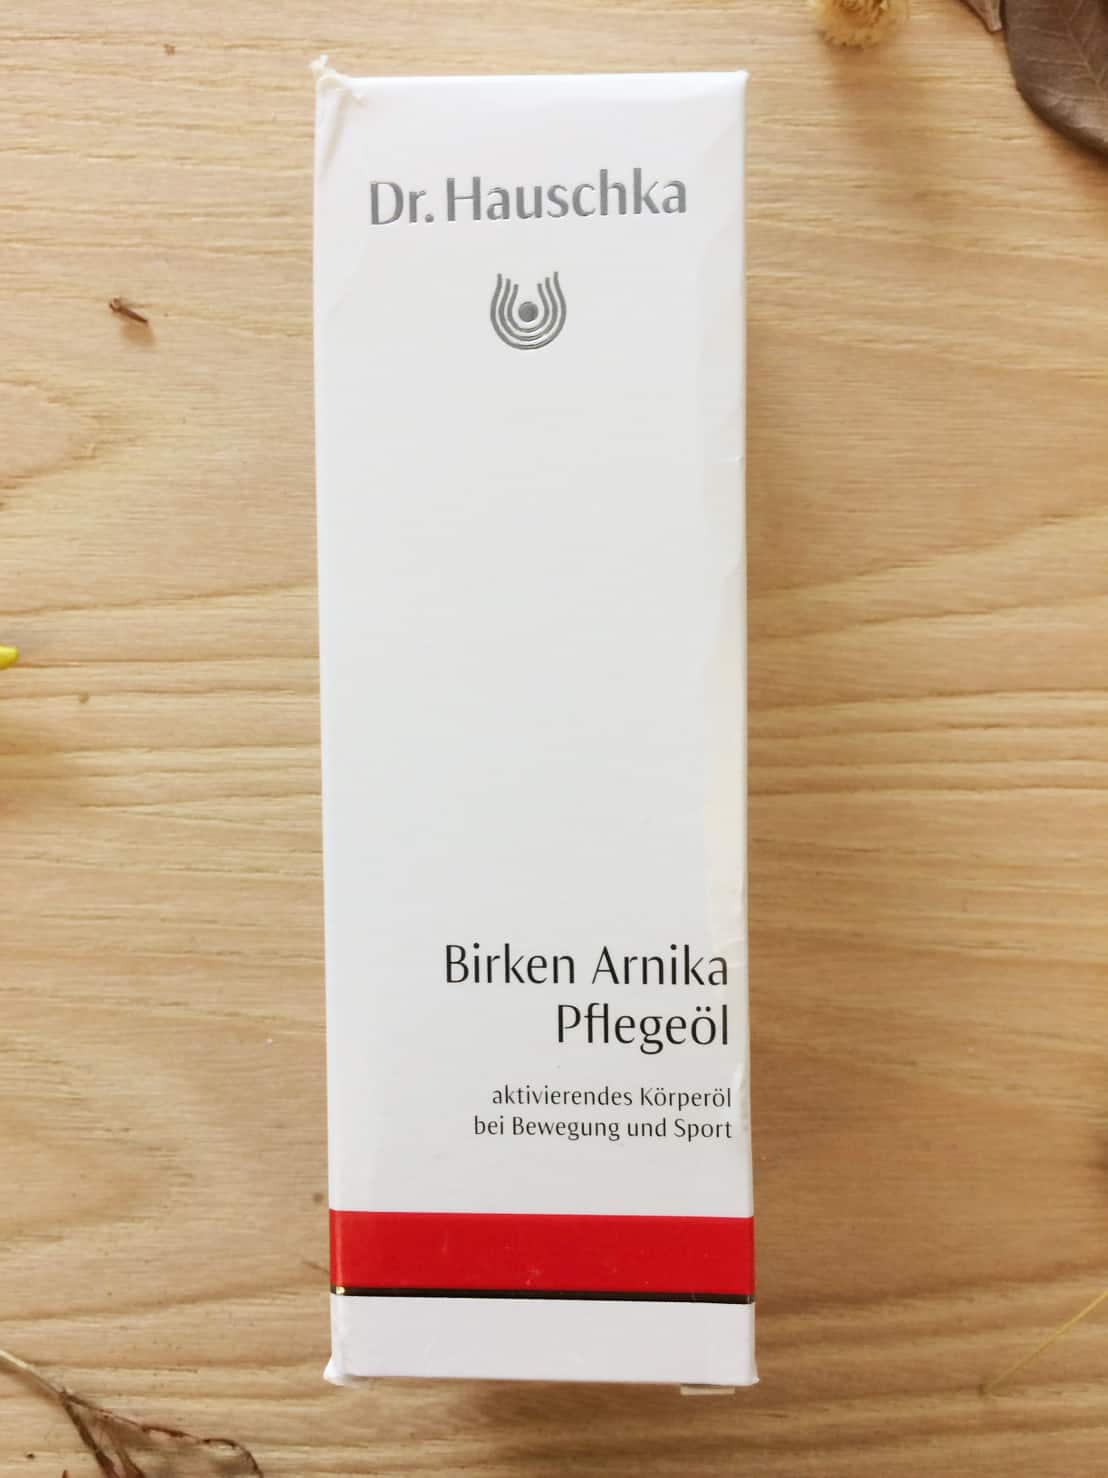 Dr. Hauschka
Birken Arnika
Pflegeöl
aktivierendes Körperöl
bei Bewegung und Sport